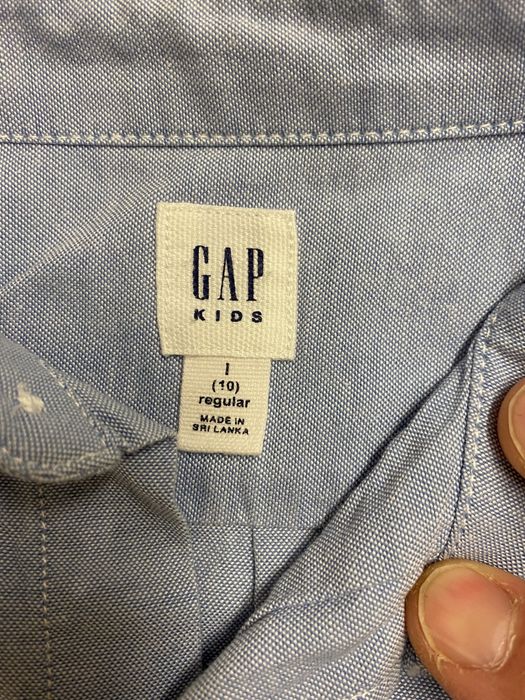 GAP
KIDS
l
(10)
regular
MADE IN
SRI LANKA